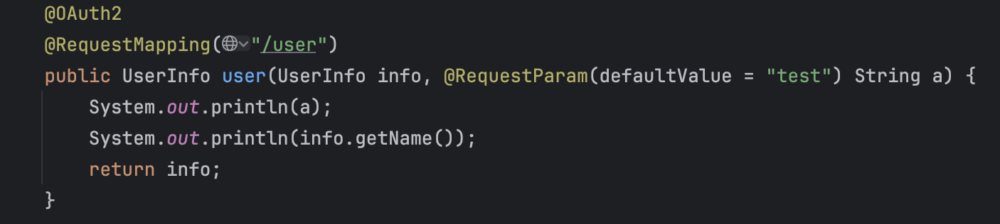 @OAuth2
@RequestMapping("/user")
public UserInfo user(UserInfo info, @RequestParam(defaultValue = "test") String a) {
    System.out.println(a);
    System.out.println(info.getName());
    return info;
}